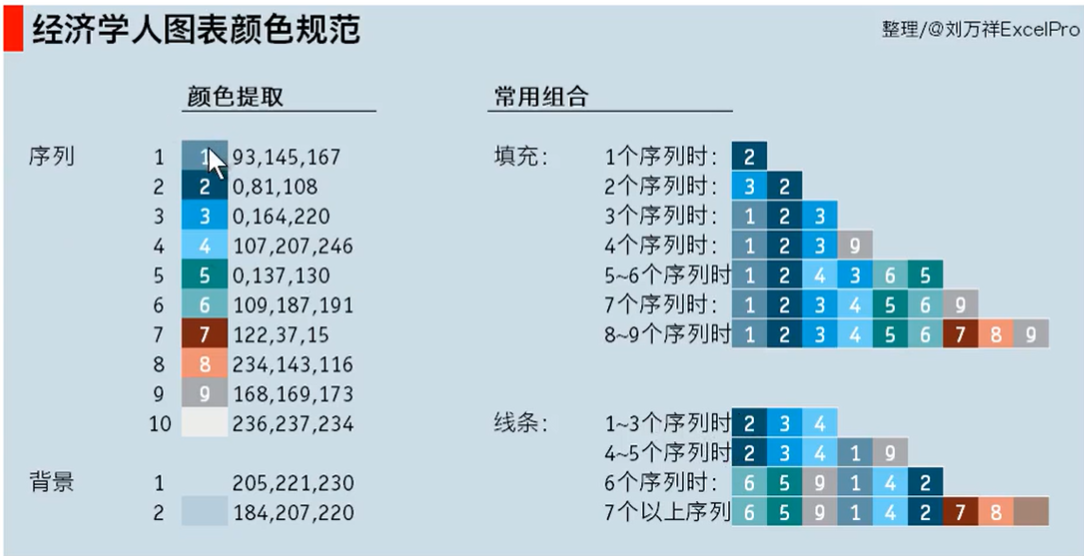 经济学人图表颜色规范
整理/@刘万祥ExcelPro
颜色提取 常用组合
序列 1 1 93,145,167 填充： 1个序列时： 2
2 2 0,81,108 2个序列时： 3 2
3 3 0,164,220 3个序列时： 1 2 3
4 4 107,207,246 4个序列时： 1 2 3 9
5 5 0,137,130 5~6个序列时 1 2 4 3 6 5
6 6 109,187,191 7个序列时： 1 2 3 4 5 6 9
7 7 122,37,15 8~9个序列时 1 2 3 4 5 6 7 8 9
8 8 234,143,116
9 9 168,169,173
10 236,237,234 线条： 1~3个序列时 2 3 4
4~5个序列时 2 3 4 1 9
背景 1 205,221,230 6个序列时： 6 5 9 1 4 2
2 184,207,220 7个以上序列 6 5 9 1 4 2 7 8